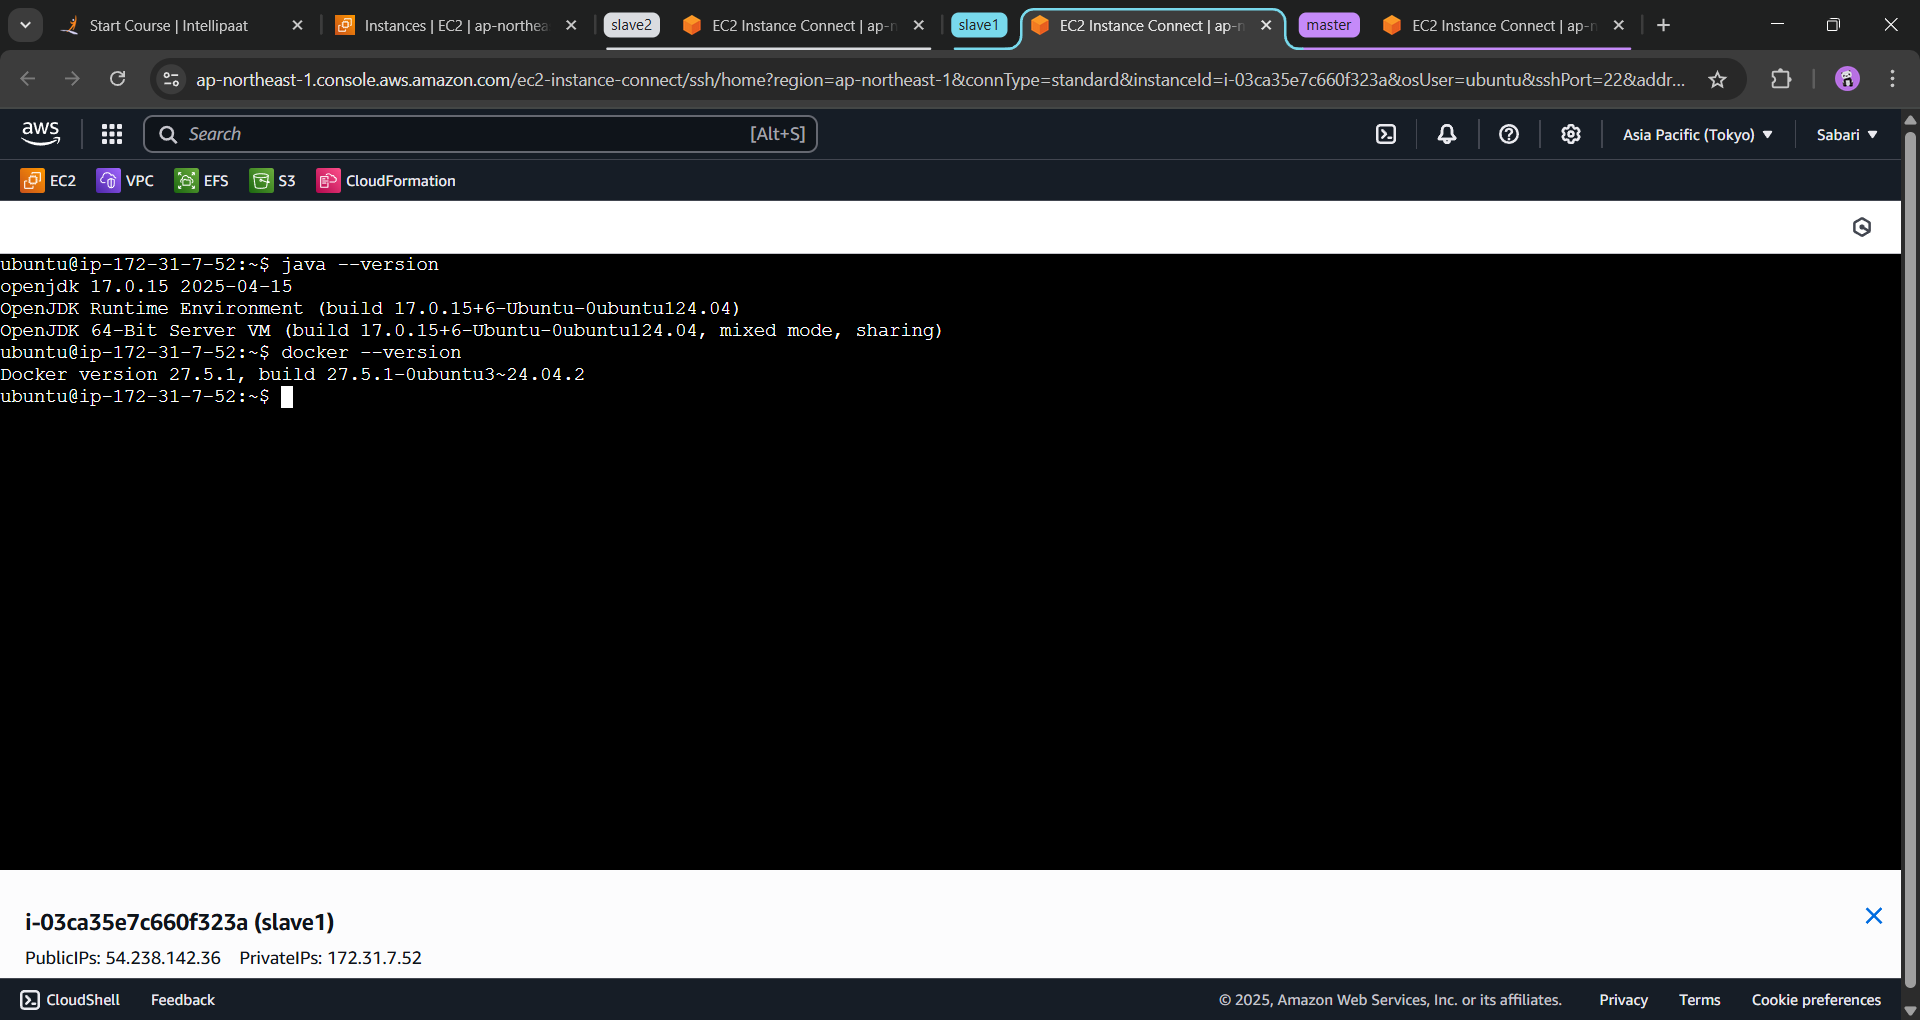 Start Course | Intellipaat
Instances | EC2 | ap-northea
slave2
EC2 Instance Connect | ap-n
slave1
EC2 Instance Connect | ap-n
master
EC2 Instance Connect | ap-n
ap-northeast-1.console.aws.amazon.com/ec2-instance-connect/ssh/home?region=ap-northeast-1&connType=standard&instanceId=i-03ca35e7c660f323a&osUser=ubuntu&sshPort=22&addr...
aws
Search [Alt+S]
Asia Pacific (Tokyo)
Sabari
EC2 VPC EFS S3 CloudFormation
ubuntu@ip-172-31-7-52:~$ java --version
openjdk 17.0.15 2025-04-15
OpenJDK Runtime Environment (build 17.0.15+6-Ubuntu-0ubuntu124.04)
OpenJDK 64-Bit Server VM (build 17.0.15+6-Ubuntu-0ubuntu124.04, mixed mode, sharing)
ubuntu@ip-172-31-7-52:~$ docker --version
Docker version 27.5.1, build 27.5.1-0ubuntu3~24.04.2
ubuntu@ip-172-31-7-52:~$
i-03ca35e7c660f323a (slave1)
PublicIPs: 54.238.142.36 PrivateIPs: 172.31.7.52
CloudShell Feedback © 2025, Amazon Web Services, Inc. or its affiliates. Privacy Terms Cookie preferences